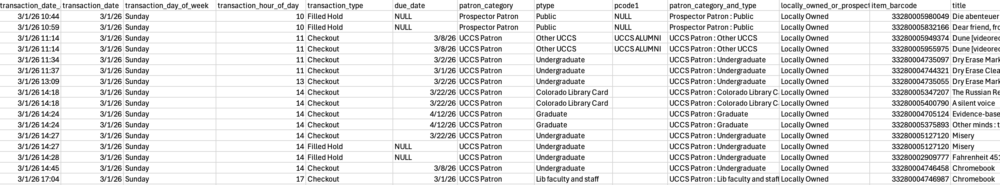 transaction_date_ transaction_date transaction_day_of_week transaction_hour_of_day transaction_type due_date patron_category ptype pcode1 patron_category_and_type locally_owned_or_prospect item_barcode title
3/1/26 10:44 3/1/26 Sunday 10 Filled Hold NULL Prospector Patron Public NULL Prospector Patron : Public Locally Owned 33280005980049 Die abenteuer
3/1/26 10:59 3/1/26 Sunday 10 Filled Hold NULL Prospector Patron Public NULL Prospector Patron : Public Locally Owned 33280005832166 Dear friend, fro
3/1/26 11:14 3/1/26 Sunday 11 Checkout 3/8/26 UCCS Patron Other UCCS UCCS ALUMNI UCCS Patron : Other UCCS Locally Owned 33280005949374 Dune [videorec
3/1/26 11:14 3/1/26 Sunday 11 Checkout 3/8/26 UCCS Patron Other UCCS UCCS ALUMNI UCCS Patron : Other UCCS Locally Owned 33280005955975 Dune [videorec
3/1/26 11:34 3/1/26 Sunday 11 Checkout 3/2/26 UCCS Patron Undergraduate UCCS Patron : Undergraduate Locally Owned 33280004735097 Dry Erase Mark
3/1/26 11:37 3/1/26 Sunday 11 Checkout 3/1/26 UCCS Patron Undergraduate UCCS Patron : Undergraduate Locally Owned 33280004744321 Dry Erase Clea
3/1/26 13:09 3/1/26 Sunday 13 Checkout 3/2/26 UCCS Patron Undergraduate UCCS Patron : Undergraduate Locally Owned 33280004735055 Dry Erase Mark
3/1/26 14:18 3/1/26 Sunday 14 Checkout 3/22/26 UCCS Patron Colorado Library Card UCCS Patron : Colorado Library C Locally Owned 33280005347207 The Russian Re
3/1/26 14:18 3/1/26 Sunday 14 Checkout 3/22/26 UCCS Patron Colorado Library Card UCCS Patron : Colorado Library C Locally Owned 33280005400790 A silent voice
3/1/26 14:24 3/1/26 Sunday 14 Checkout 4/12/26 UCCS Patron Graduate UCCS Patron : Graduate Locally Owned 33280004705124 Evidence-base
3/1/26 14:24 3/1/26 Sunday 14 Checkout 4/12/26 UCCS Patron Graduate UCCS Patron : Graduate Locally Owned 33280005375893 Other minds : t
3/1/26 14:27 3/1/26 Sunday 14 Checkout 3/22/26 UCCS Patron Undergraduate UCCS Patron : Undergraduate Locally Owned 33280005127120 Misery
3/1/26 14:27 3/1/26 Sunday 14 Filled Hold NULL UCCS Patron Undergraduate UCCS Patron : Undergraduate Locally Owned 33280005127120 Misery
3/1/26 14:28 3/1/26 Sunday 14 Filled Hold NULL UCCS Patron Undergraduate UCCS Patron : Undergraduate Locally Owned 33280002909777 Fahrenheit 451
3/1/26 14:45 3/1/26 Sunday 14 Checkout 3/8/26 UCCS Patron Undergraduate UCCS Patron : Undergraduate Locally Owned 33280004746458 Chromebook
3/1/26 17:04 3/1/26 Sunday 17 Checkout 3/1/26 UCCS Patron Lib faculty and staff UCCS Patron : Lib faculty and staff Locally Owned 33280004746987 Chromebook